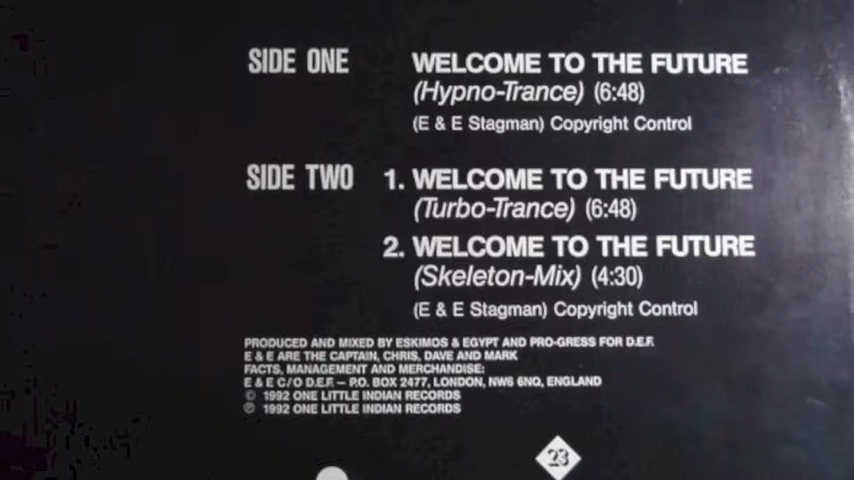 SIDE ONE WELCOME TO THE FUTURE
(Hypno-Trance) (6:48)
(E & E Stagman) Copyright Control
SIDE TWO 1. WELCOME TO THE FUTURE
(Turbo-Trance) (6:48)
2. WELCOME TO THE FUTURE
(Skeleton-Mix) (4:30)
(E & E Stagman) Copyright Control
PRODUCED AND MIXED BY ESKIMOS & EGYPT AND PRO-GRESS FOR D.E.F.
E & E ARE THE CAPTAIN, CHRIS, DAVE AND MARK
FACTS, MANAGEMENT AND MERCHANDISE:
E & E C/O D.E.F. – P.O. BOX 2477, LONDON, NW6 6NQ, ENGLAND
© 1992 ONE LITTLE INDIAN RECORDS
℗ 1992 ONE LITTLE INDIAN RECORDS
23